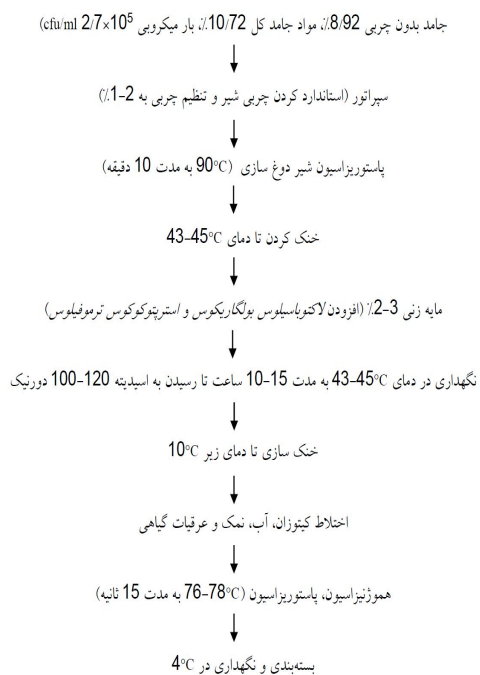 جامد بدون چربی 8/92٪، مواد جامد کل 10/72٪، بار میکروبی 2/7×10⁵ cfu/ml)
سپراتور (استاندارد کردن چربی شیر و تنظیم چربی به 2-1٪)
پاستوریزاسیون شیر دوغ سازی (90°C به مدت 10 دقیقه)
خنک کردن تا دمای 43-45°C
مایه زنی 3-2٪ (افزودن لاکتوباسیلوس بولگاریکوس و استرپتوکوکوس ترموفیلوس)
نگهداری در دمای 43-45°C به مدت 15-10 ساعت تا رسیدن به اسیدیته 120-100 دورنیک
خنک سازی تا دمای زیر 10°C
اختلاط کیتوزان، آب، نمک و عرقیات گیاهی
هموژنیزاسیون، پاستوریزاسیون (76-78°C به مدت 15 ثانیه)
بسته‌بندی و نگهداری در 4°C